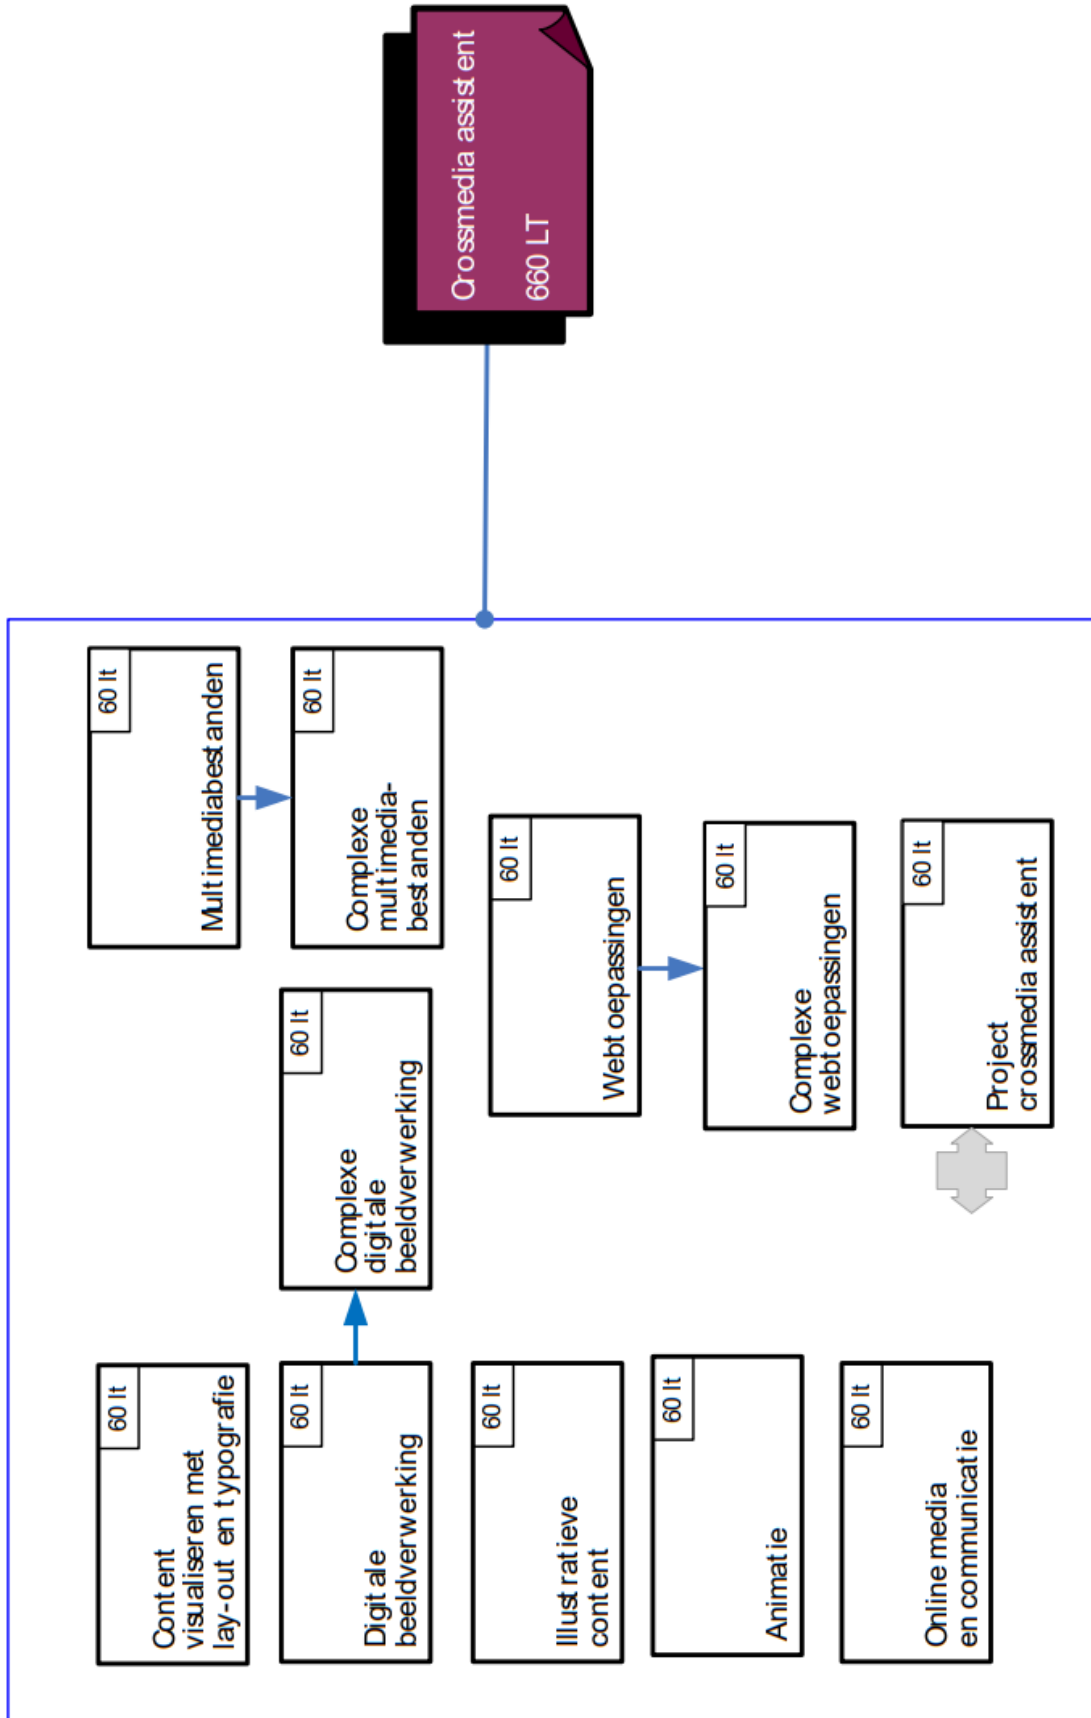 Content
visualiseren met
lay-out en typografie
60 lt
Digitale
beeldverwerking
60 lt
Illustratieve
content
60 lt
Animatie
60 lt
Online media
en communicatie
60 lt
Complexe
digitale
beeldverwerking
60 lt
Webtoepassingen
60 lt
Complexe
webtoepassingen
60 lt
Project
crossmedia assistent
60 lt
Multimediabestanden
60 lt
Complexe
multimedia-
bestanden
60 lt
Crossmedia assistent
660 LT